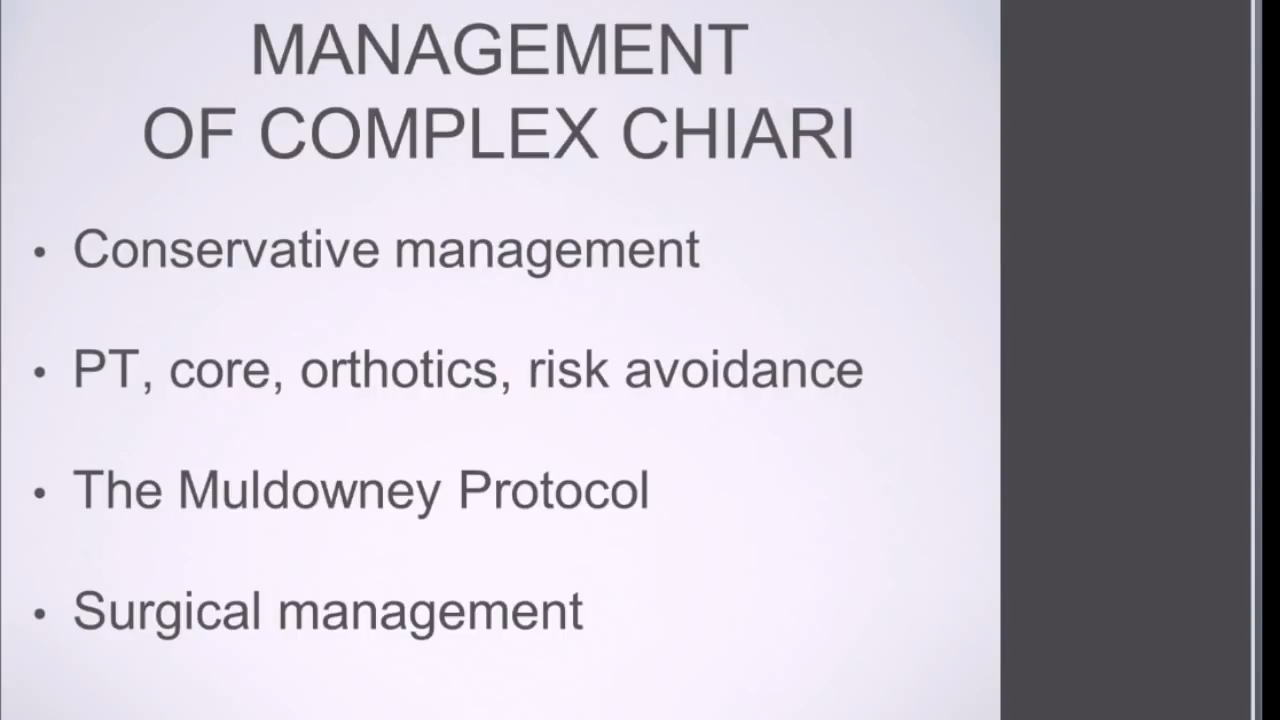 MANAGEMENT
OF COMPLEX CHIARI
• Conservative management
• PT, core, orthotics, risk avoidance
• The Muldowney Protocol
• Surgical management